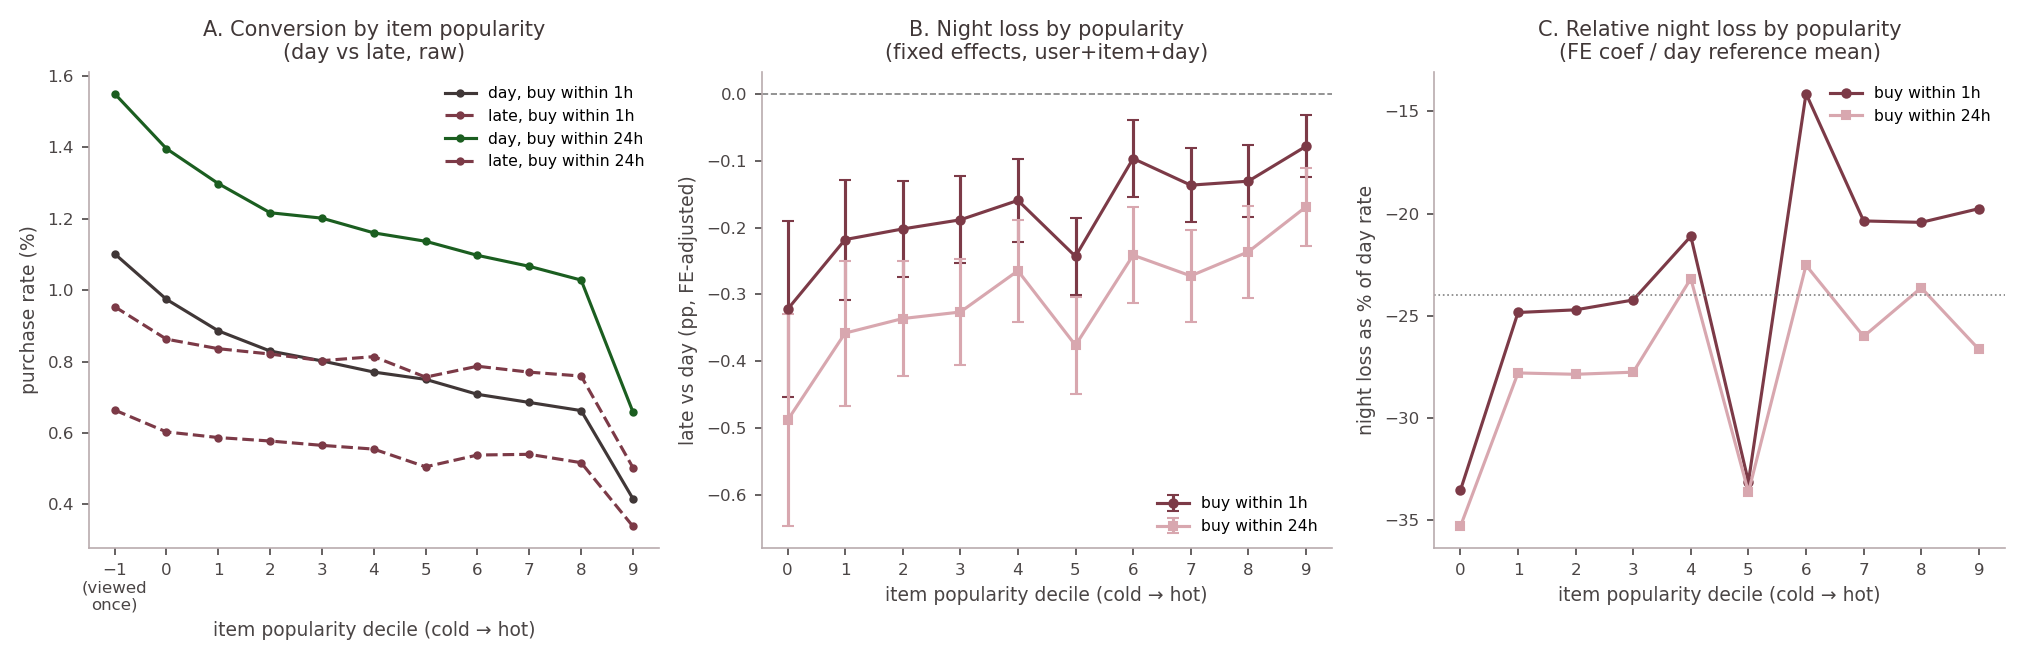 A. Conversion by item popularity
(day vs late, raw)
purchase rate (%)
1.6
1.4
1.2
1.0
0.8
0.6
0.4
day, buy within 1h
late, buy within 1h
day, buy within 24h
late, buy within 24h
−1 0 1 2 3 4 5 6 7 8 9
(viewed
once)
item popularity decile (cold → hot)
B. Night loss by popularity
(fixed effects, user+item+day)
late vs day (pp, FE-adjusted)
0.0
−0.1
−0.2
−0.3
−0.4
−0.5
−0.6
buy within 1h
buy within 24h
0 1 2 3 4 5 6 7 8 9
item popularity decile (cold → hot)
C. Relative night loss by popularity
(FE coef / day reference mean)
night loss as % of day rate
−15
−20
−25
−30
−35
buy within 1h
buy within 24h
0 1 2 3 4 5 6 7 8 9
item popularity decile (cold → hot)